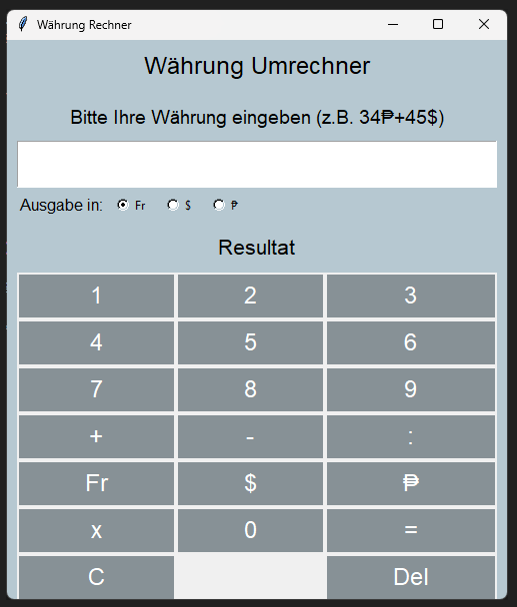 Währung Rechner
Währung Umrechner
Bitte Ihre Währung eingeben (z.B. 34₱+45$)
Ausgabe in: Fr $ ₱
Resultat
1 2 3
4 5 6
7 8 9
+ - :
Fr $ ₱
x 0 =
C Del